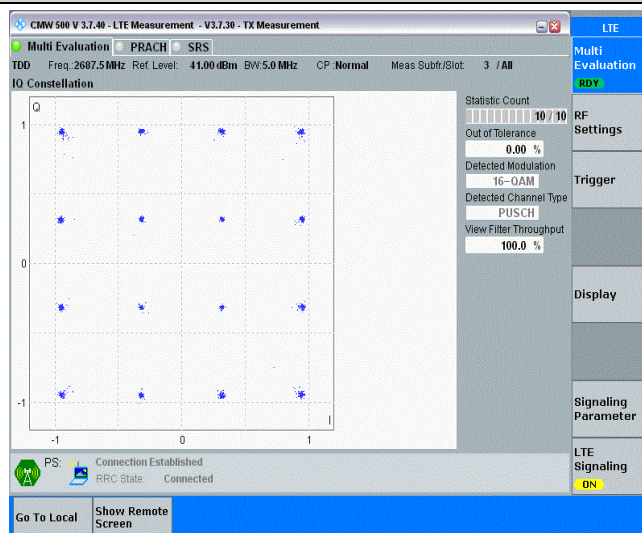 CMW 500 V 3.7.40 - LTE Measurement - V3.7.30 - TX Measurement
LTE
Multi Evaluation PRACH SRS
TDD Freq.:2687.5 MHz Ref. Level: 41.00 dBm BW:5.0 MHz CP :Normal Meas Subfr./Slot: 3 / All
IQ Constellation
Q
1
0
-1
-1 0 1
I
Statistic Count
10 / 10
Out of Tolerance
0.00 %
Detected Modulation
16-QAM
Detected Channel Type
PUSCH
View Filter Throughput
100.0 %
Multi
Evaluation
RDY
RF
Settings
Trigger
Display
Signaling
Parameter
LTE
Signaling
ON
PS: Connection Established
RRC State: Connected
Go To Local
Show Remote
Screen